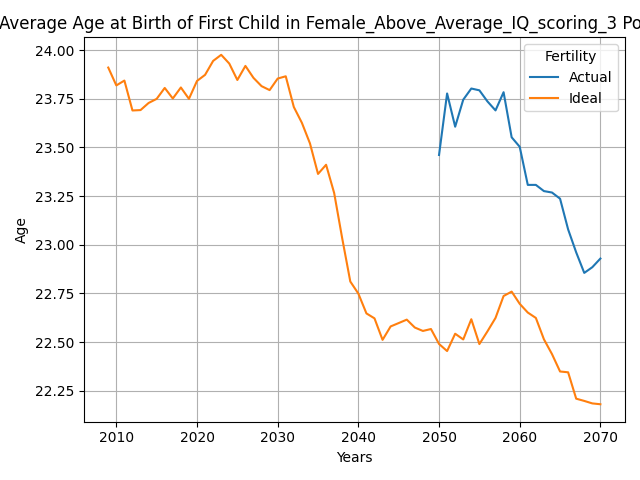 Average Age at Birth of First Child in Female_Above_Average_IQ_scoring_3 Po
24.00
23.75
23.50
23.25
23.00
22.75
22.50
22.25
Age
Fertility
Actual
Ideal
2010 2020 2030 2040 2050 2060 2070
Years